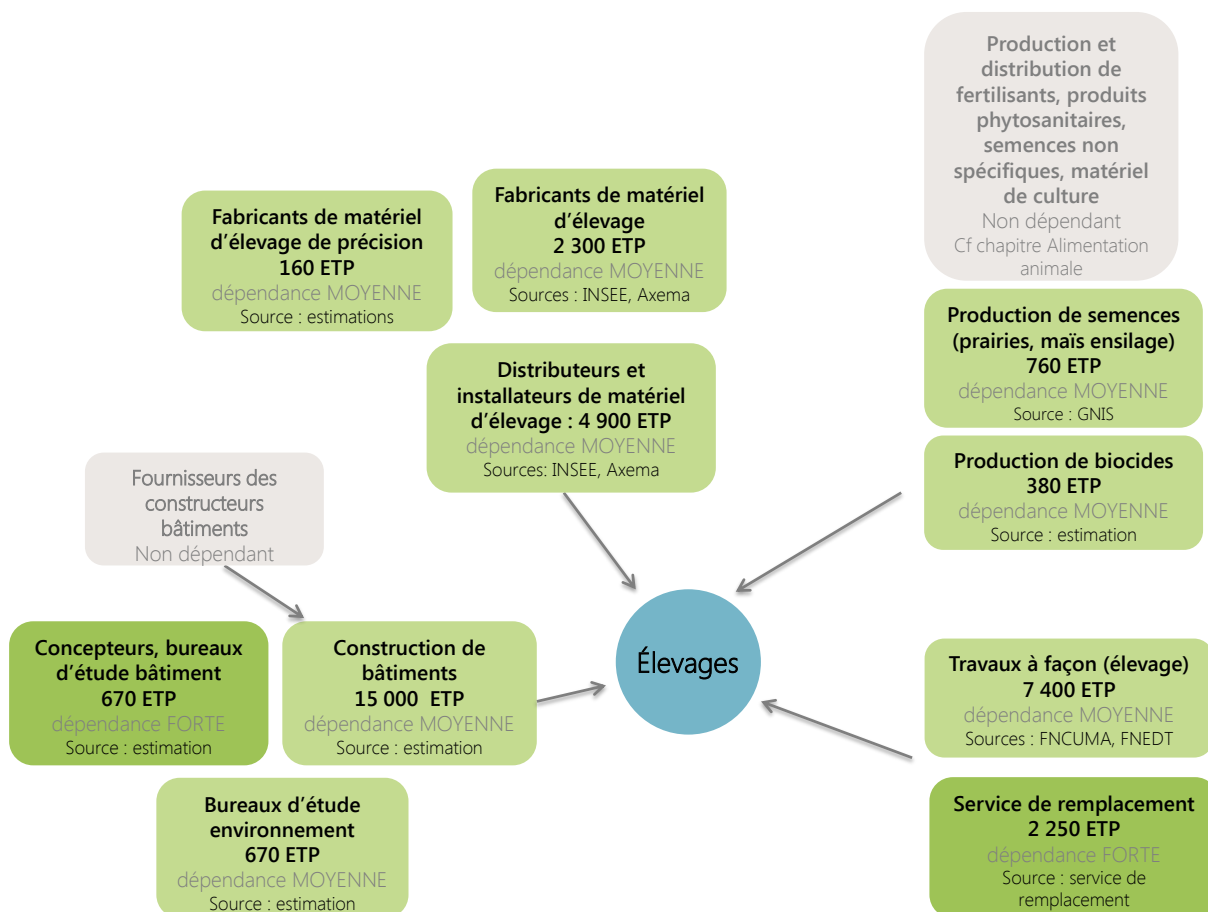 Production et
distribution de
fertilisants, produits
phytosanitaires,
semences non
spécifiques, matériel
de culture
Non dépendant
Cf chapitre Alimentation
animale
Fabricants de matériel
d'élevage de précision
160 ETP
dépendance MOYENNE
Source : estimations
Fabricants de matériel
d'élevage
2 300 ETP
dépendance MOYENNE
Sources : INSEE, Axema
Production de semences
(prairies, maïs ensilage)
760 ETP
dépendance MOYENNE
Source : GNIS
Distributeurs et
installateurs de matériel
d'élevage : 4 900 ETP
dépendance MOYENNE
Sources: INSEE, Axema
Production de biocides
380 ETP
dépendance MOYENNE
Source : estimation
Fournisseurs des
constructeurs
bâtiments
Non dépendant
Concepteurs, bureaux
d'étude bâtiment
670 ETP
dépendance FORTE
Source : estimation
Construction de
bâtiments
15 000 ETP
dépendance MOYENNE
Source : estimation
Élevages
Travaux à façon (élevage)
7 400 ETP
dépendance MOYENNE
Sources : FNCUMA, FNEDT
Bureaux d'étude
environnement
670 ETP
dépendance MOYENNE
Source : estimation
Service de remplacement
2 250 ETP
dépendance FORTE
Source : service de
remplacement